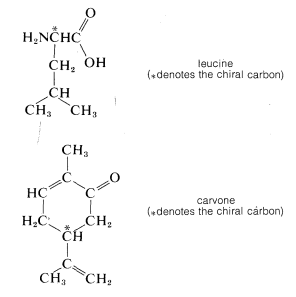 O
H₂N*C—C
OH
CH₂
leucine
(*denotes the chiral carbon)
CH
CH₃ CH₃
CH₃
C O
HC C
carvone
(*denotes the chiral carbon)
H₂C CH₂
*CH
C
CH₃ CH₂